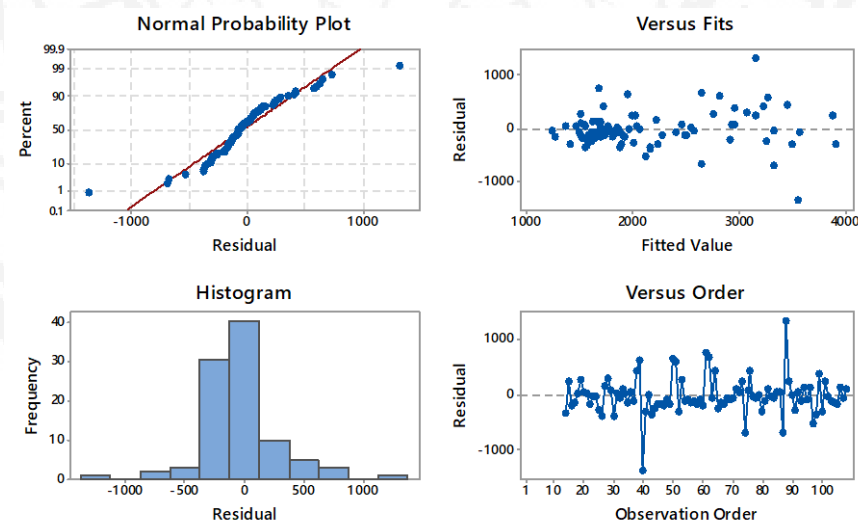 Normal Probability Plot
99.9
99
90
50
10
1
0.1
Percent
-1000 0 1000
Residual
Versus Fits
1000
0
-1000
Residual
1000 2000 3000 4000
Fitted Value
Histogram
40
30
20
10
0
Frequency
-1000 -500 0 500 1000
Residual
Versus Order
1000
0
-1000
Residual
1 10 20 30 40 50 60 70 80 90 100
Observation Order